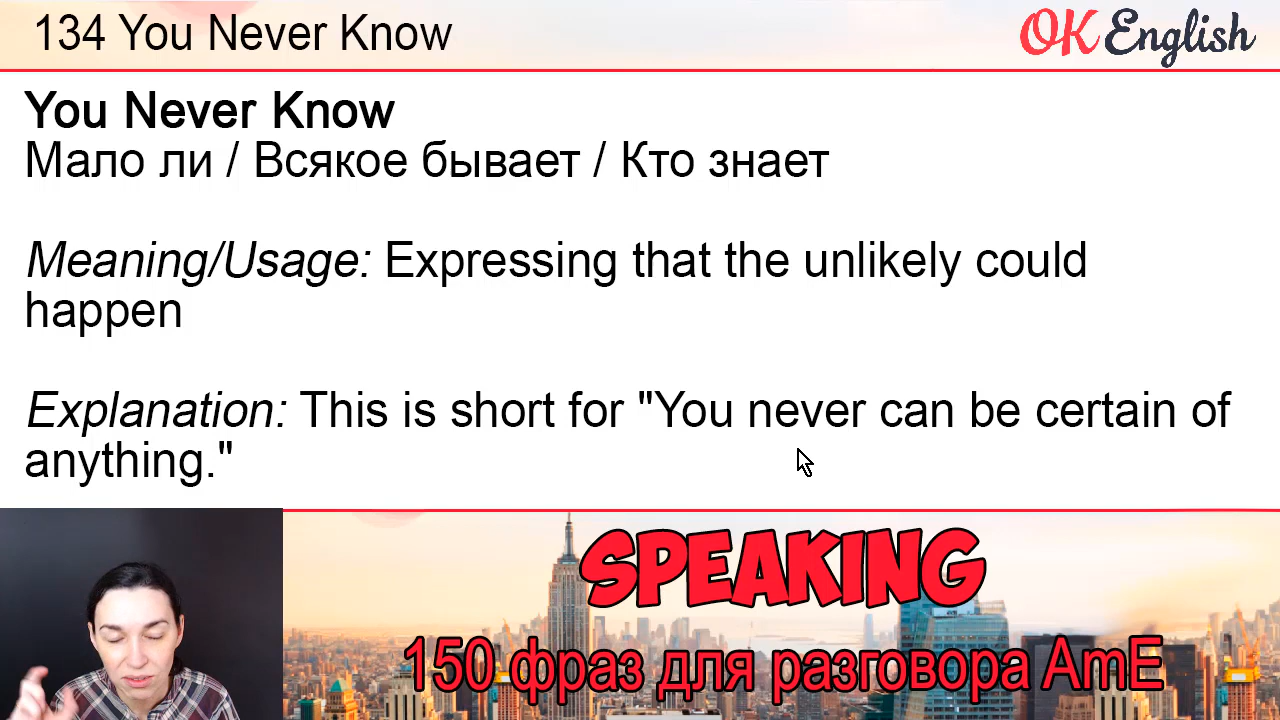 134 You Never Know
OK English
You Never Know
Мало ли / Всякое бывает / Кто знает
Meaning/Usage: Expressing that the unlikely could
happen
Explanation: This is short for "You never can be certain of
anything."
SPEAKING
150 фраз для разговора AmE